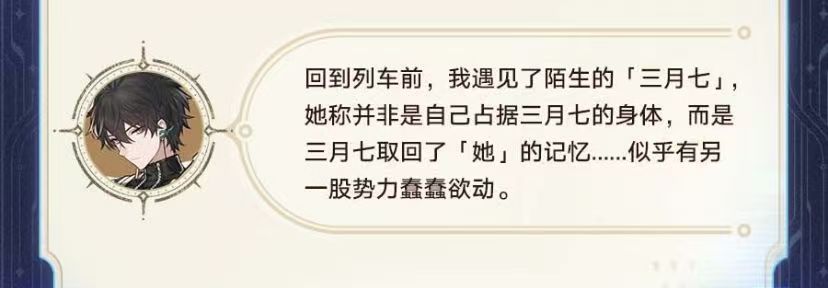 回到列车前，我遇见了陌生的「三月七」，
她称并非是自己占据三月七的身体，而是
三月七取回了「她」的记忆......似乎有另
一股势力蠢蠢欲动。